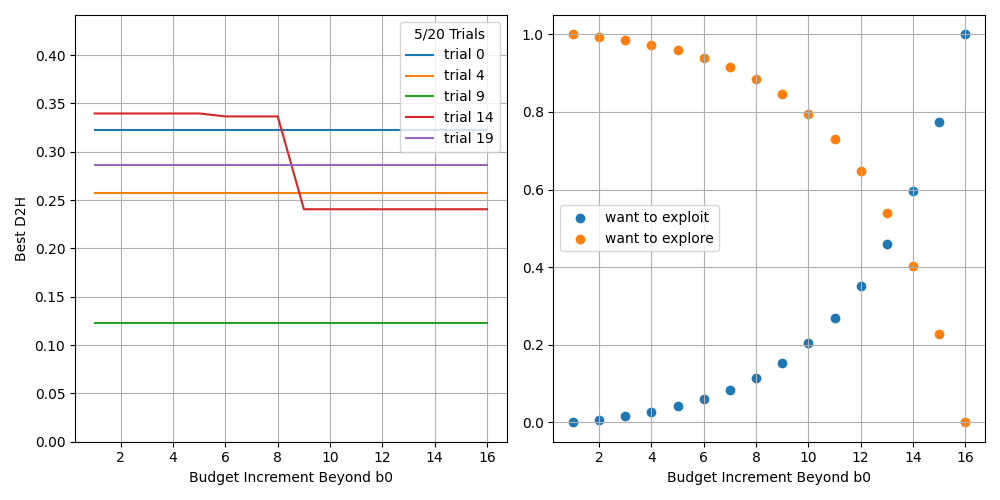 5/20 Trials
trial 0
trial 4
trial 9
trial 14
trial 19
0.40
0.35
0.30
0.25
0.20
0.15
0.10
0.05
0.00
Best D2H
2 4 6 8 10 12 14 16
Budget Increment Beyond b0
1.0
0.8
0.6
0.4
0.2
0.0
want to exploit
want to explore
2 4 6 8 10 12 14 16
Budget Increment Beyond b0